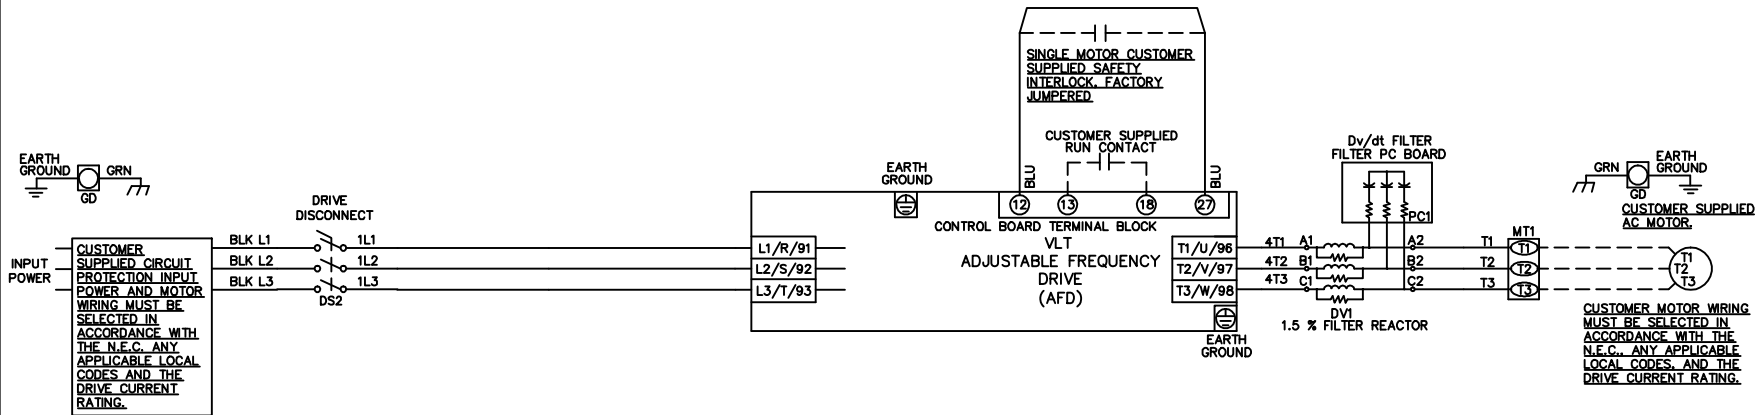 SINGLE MOTOR CUSTOMER
SUPPLIED SAFETY
INTERLOCK, FACTORY
JUMPERED
CUSTOMER SUPPLIED
RUN CONTACT
BLU
BLU
EARTH
GROUND
12
13
18
27
CONTROL BOARD TERMINAL BLOCK
VLT
ADJUSTABLE FREQUENCY
DRIVE
(AFD)
EARTH
GROUND
GRN
GD
DRIVE
DISCONNECT
INPUT
POWER
CUSTOMER
SUPPLIED CIRCUIT
PROTECTION INPUT
POWER AND MOTOR
WIRING MUST BE
SELECTED IN
ACCORDANCE WITH
THE N.E.C. ANY
APPLICABLE LOCAL
CODES AND THE
DRIVE CURRENT
RATING.
BLK L1
BLK L2
BLK L3
1L1
1L2
1L3
DS2
L1/R/91
L2/S/92
L3/T/93
T1/U/96
T2/V/97
T3/W/98
EARTH
GROUND
4T1
4T2
4T3
A1
B1
C1
DV1
1.5 % FILTER REACTOR
Dv/dt FILTER
FILTER PC BOARD
PC1
A2
B2
C2
T1
T2
T3
MT1
T1
T2
T3
GRN
GD
EARTH
GROUND
CUSTOMER SUPPLIED
AC MOTOR.
T1
T2
T3
CUSTOMER MOTOR WIRING
MUST BE SELECTED IN
ACCORDANCE WITH THE
N.E.C., ANY APPLICABLE
LOCAL CODES, AND THE
DRIVE CURRENT RATING.